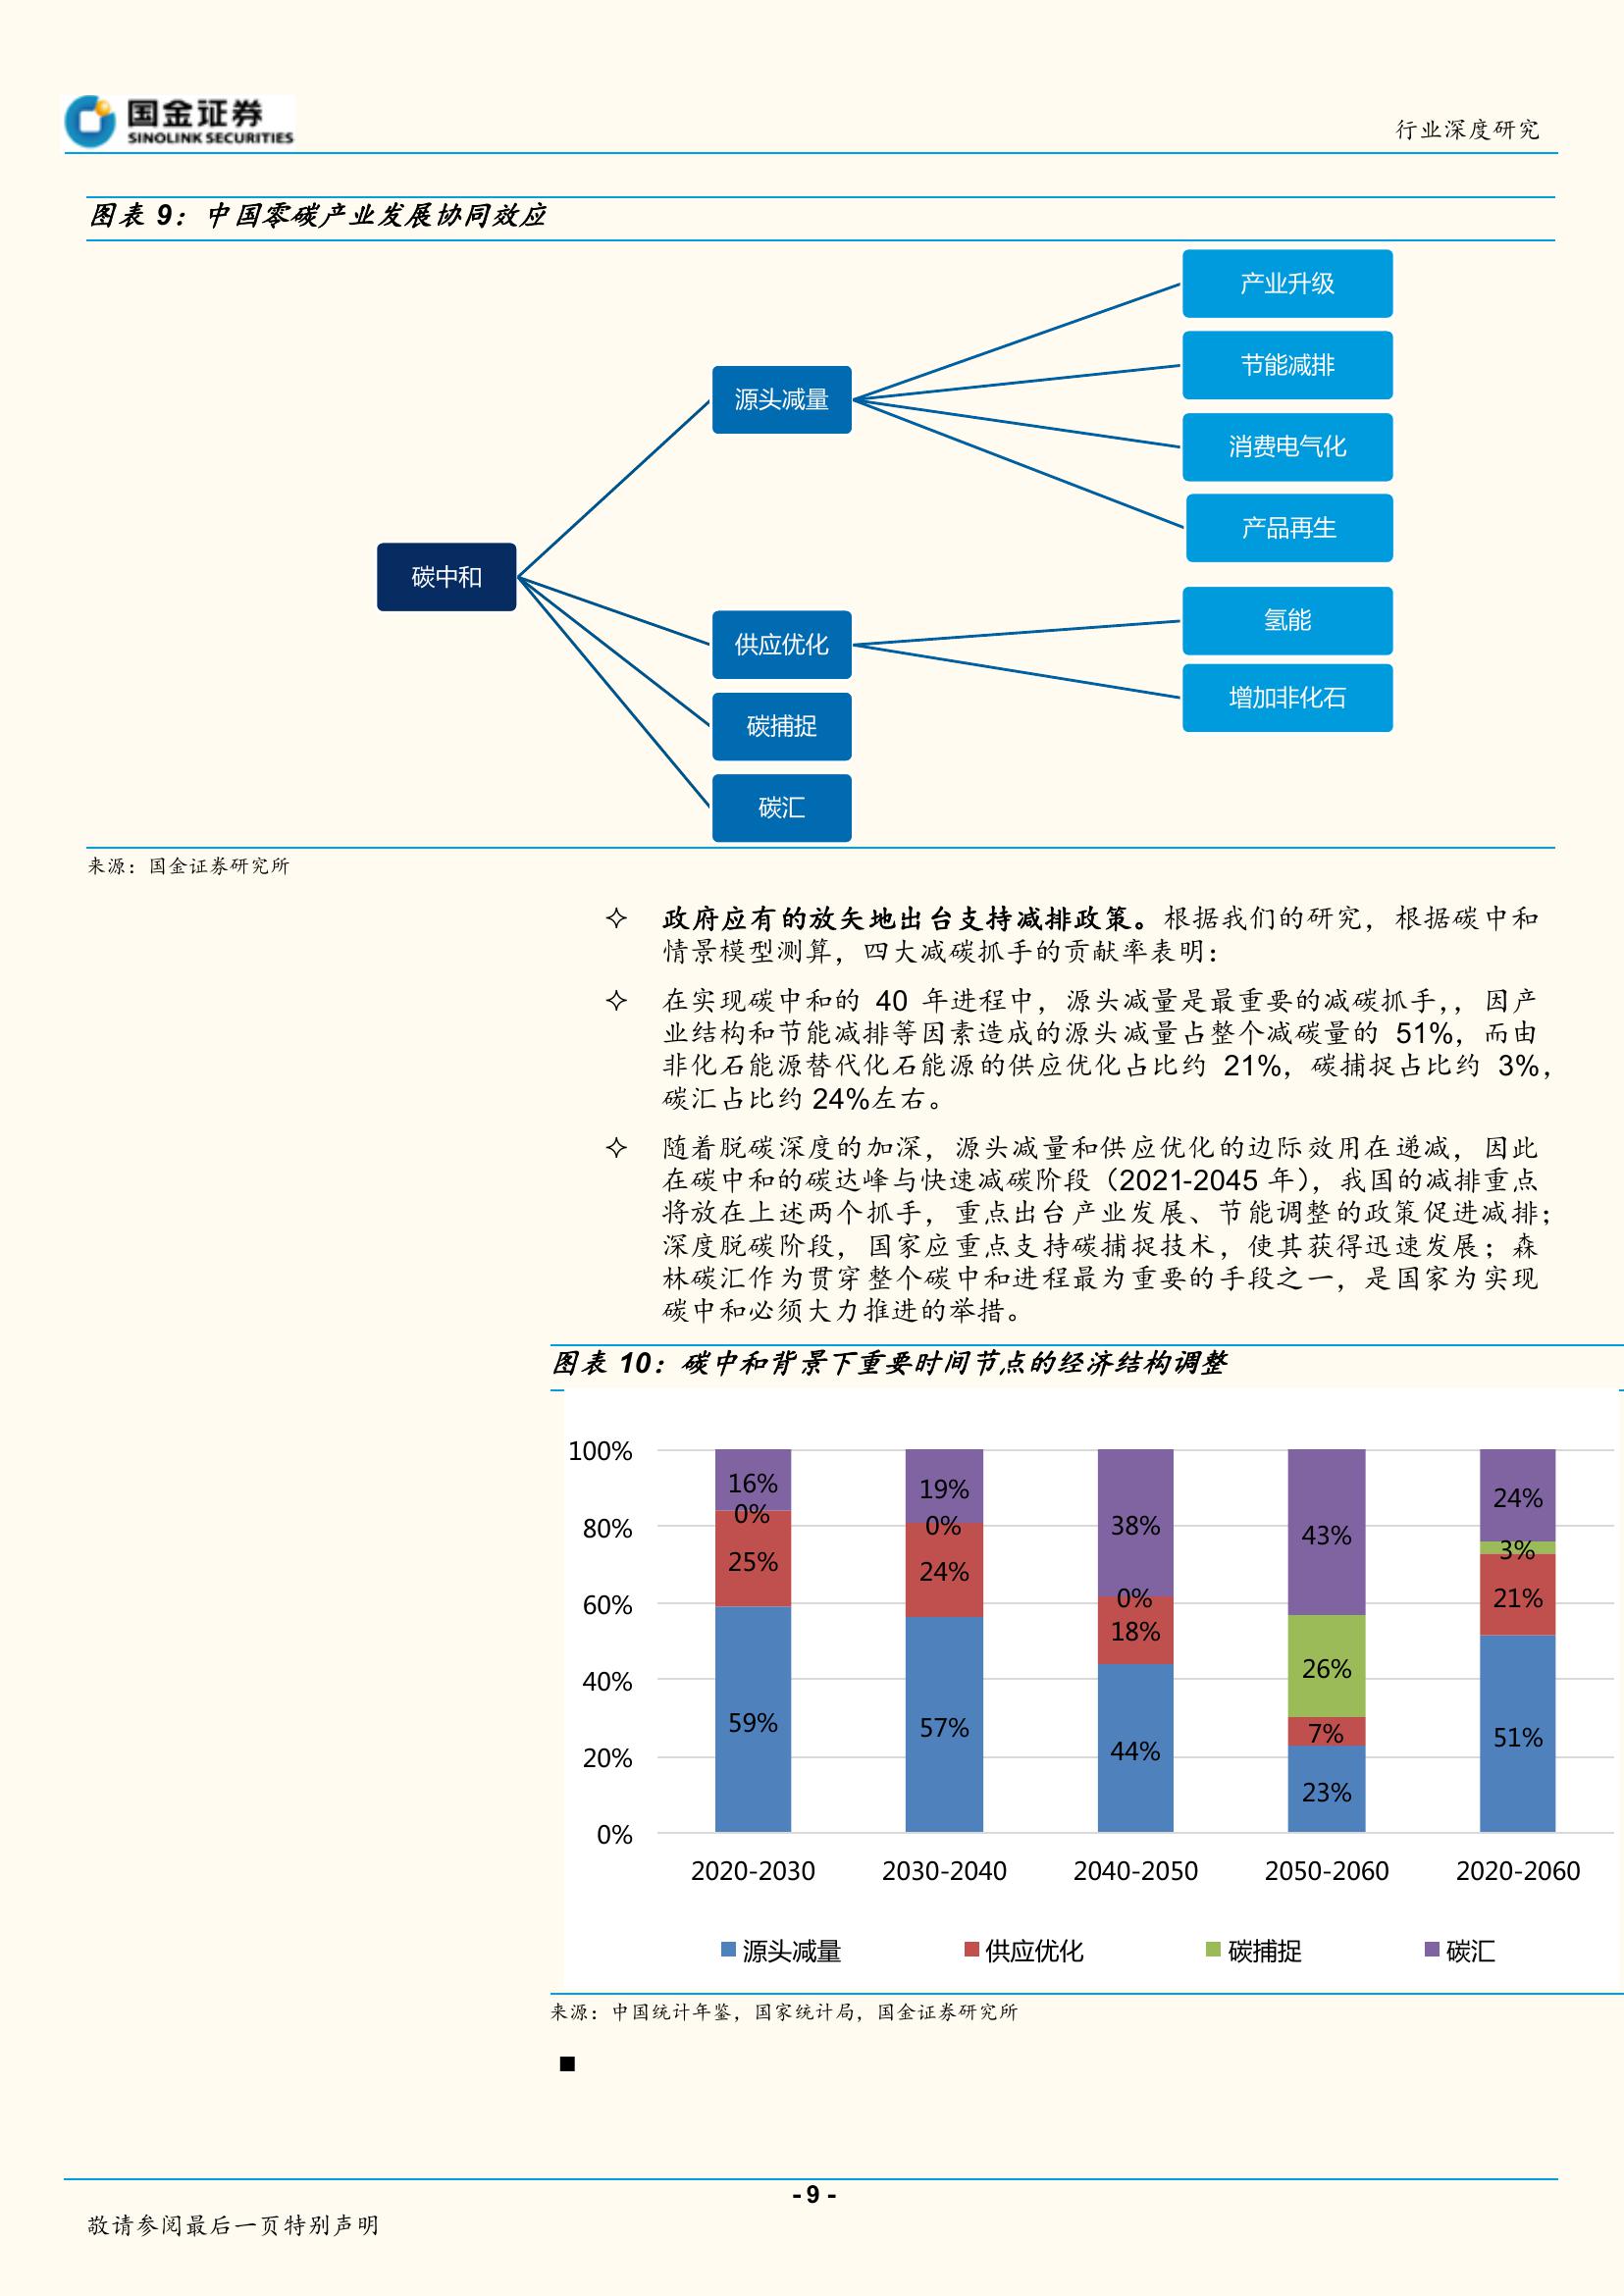 国金证券
SINOLINK SECURITIES
行业深度研究
图表 9：中国零碳产业发展协同效应
产业升级
节能减排
源头减量
消费电气化
产品再生
碳中和
氢能
供应优化
增加非化石
碳捕捉
碳汇
来源：国金证券研究所
政府应有的放矢地出台支持减排政策。根据我们的研究，根据碳中和
情景模型测算，四大减碳抓手的贡献率表明：
在实现碳中和的 40 年进程中，源头减量是最重要的减碳抓手，，因产
业结构和节能减排等因素造成的源头减量占整个减碳量的 51%，而由
非化石能源替代化石能源的供应优化占比约 21%，碳捕捉占比约 3%，
碳汇占比约 24%左右。
随着脱碳深度的加深，源头减量和供应优化的边际效用在递减，因此
在碳中和的碳达峰与快速减碳阶段（2021-2045 年），我国的减排重点
将放在上述两个抓手，重点出台产业发展、节能调整的政策促进减排；
深度脱碳阶段，国家应重点支持碳捕捉技术，使其获得迅速发展；森
林碳汇作为贯穿整个碳中和进程最为重要的手段之一，是国家为实现
碳中和必须大力推进的举措。
图表 10：碳中和背景下重要时间节点的经济结构调整
100%
80%
60%
40%
20%
0%
16%
0%
25%
59%
19%
0%
24%
57%
38%
0%
18%
44%
43%
26%
7%
23%
24%
3%
21%
51%
2020-2030 2030-2040 2040-2050 2050-2060 2020-2060
源头减量 供应优化 碳捕捉 碳汇
来源：中国统计年鉴，国家统计局，国金证券研究所
- 9 -
敬请参阅最后一页特别声明